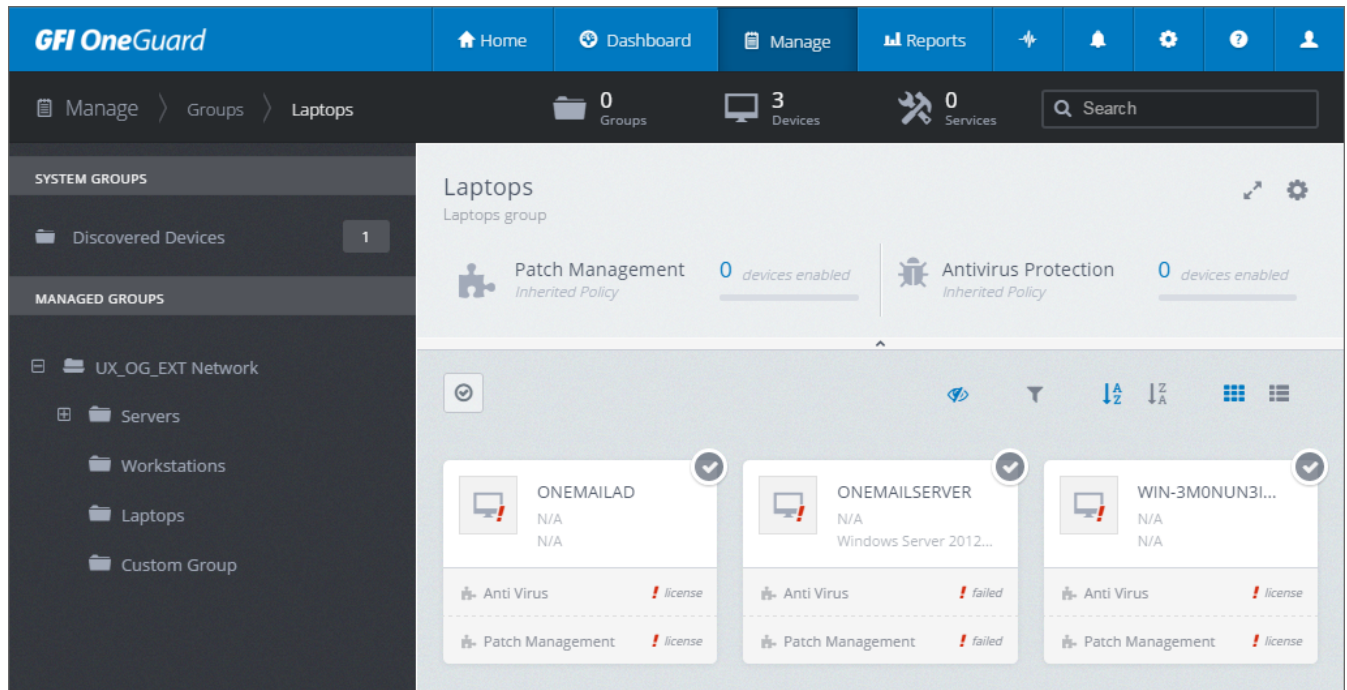 GFI OneGuard
Home
Dashboard
Manage
Reports
Manage
Groups
Laptops
0
Groups
3
Devices
0
Services
Search
SYSTEM GROUPS
Discovered Devices
1
MANAGED GROUPS
UX_OG_EXT Network
Servers
Workstations
Laptops
Custom Group
Laptops
Laptops group
Patch Management
Inherited Policy
0 devices enabled
Antivirus Protection
Inherited Policy
0 devices enabled
ONEMAILAD
N/A
N/A
Anti Virus
! license
Patch Management
! license
ONEMAILSERVER
N/A
Windows Server 2012...
Anti Virus
! failed
Patch Management
! failed
WIN-3M0NUN3I...
N/A
N/A
Anti Virus
! license
Patch Management
! license